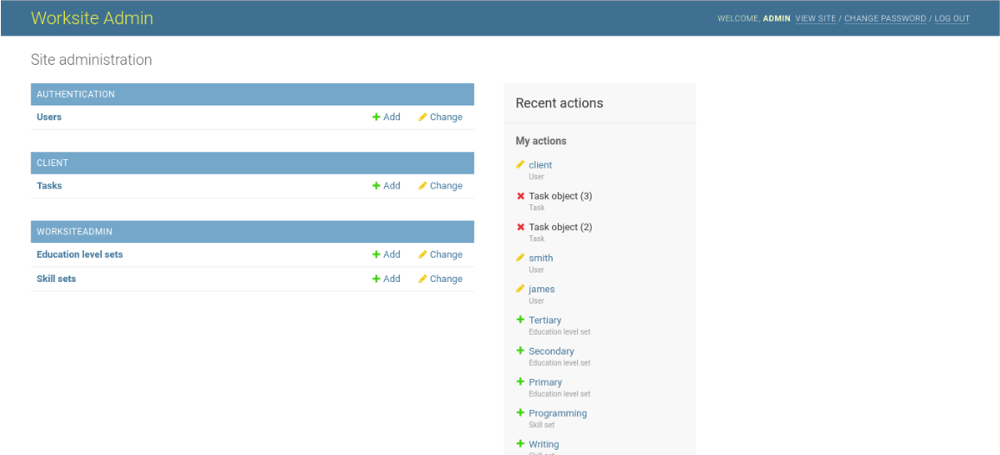 Worksite Admin
WELCOME, ADMIN. VIEW SITE / CHANGE PASSWORD / LOG OUT
Site administration
AUTHENTICATION
Users Add Change
CLIENT
Tasks Add Change
WORKSITEADMIN
Education level sets Add Change
Skill sets Add Change
Recent actions
My actions
client
User
Task object (3)
Task
Task object (2)
Task
smith
User
james
User
Tertiary
Education level set
Secondary
Education level set
Primary
Education level set
Programming
Skill set
Writing